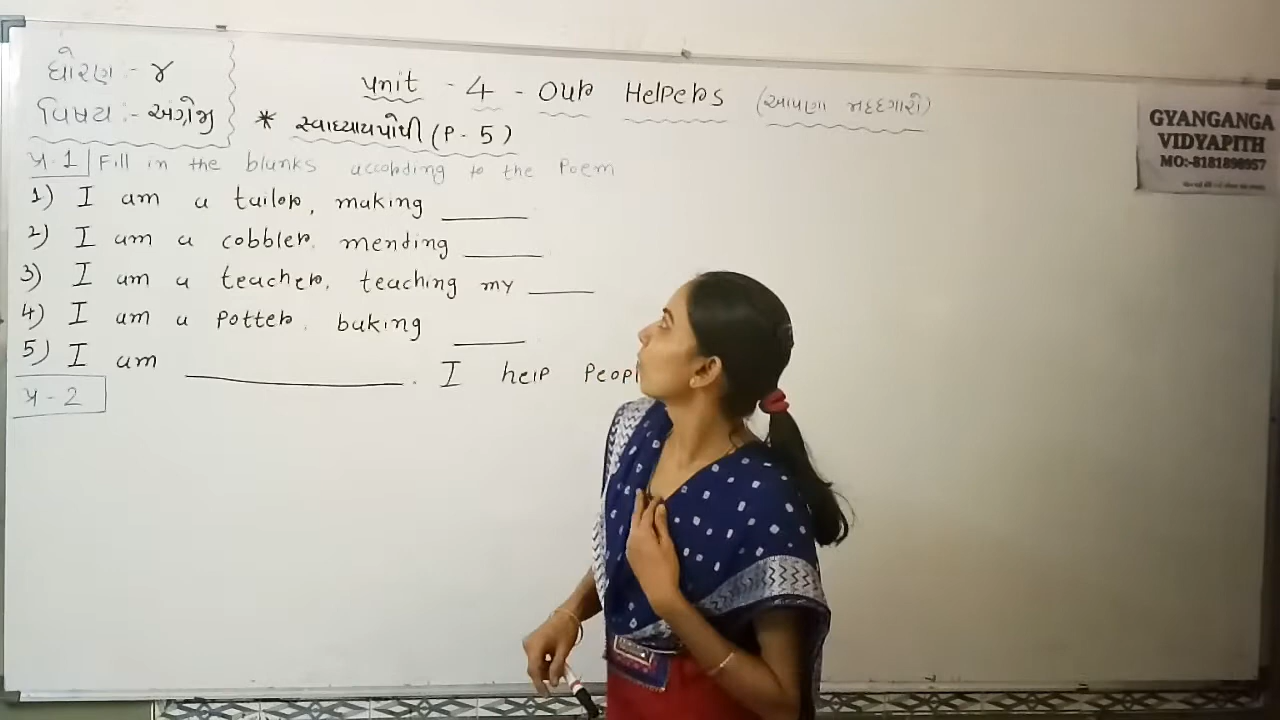 ધોરણ :- ૪
વિષય :- અંગ્રેજી
Unit - 4 - Our Helpers (આપણા મદદગારો)
* સ્વાધ્યાયપોથી (P - 5)
પ્ર.1 Fill in the blanks according to the Poem
1) I am a tailor, making ______
2) I am a cobbler, mending ______
3) I am a teacher, teaching my ______
4) I am a Potter, baking ______
5) I am ______. I help
પ્ર - 2
GYANGANGA
VIDYAPITH
MO:-8181898957